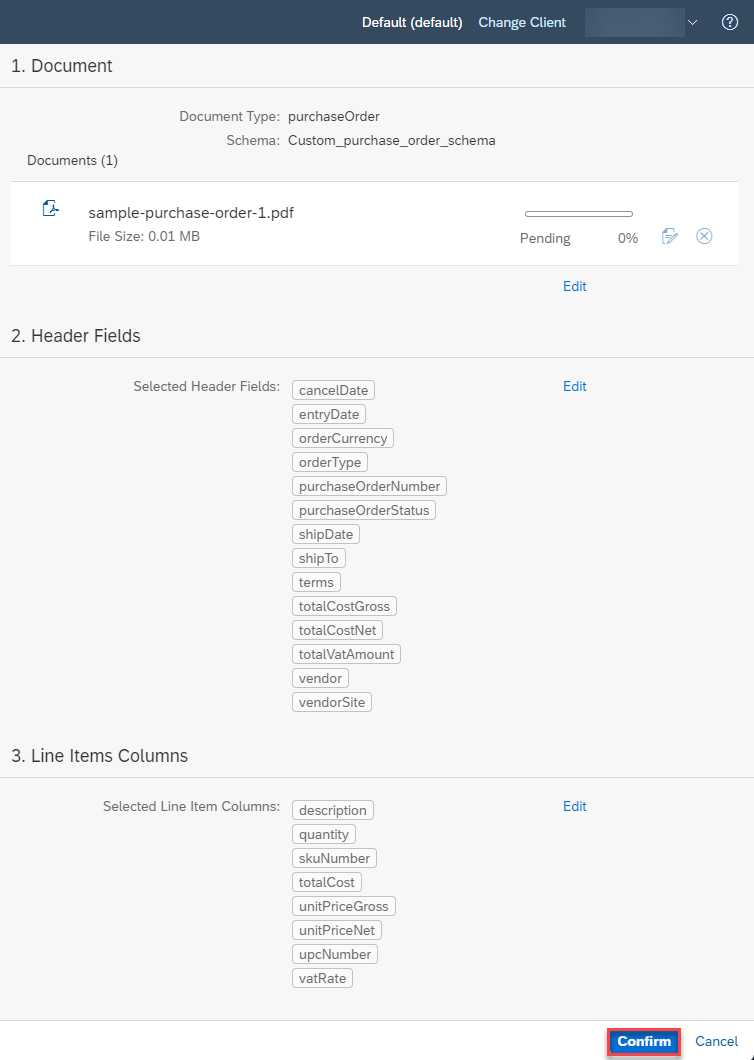 Default (default) Change Client
1. Document
Document Type: purchaseOrder
Schema: Custom_purchase_order_schema
Documents (1)
sample-purchase-order-1.pdf
File Size: 0.01 MB
Pending 0%
Edit
2. Header Fields
Selected Header Fields: cancelDate Edit
entryDate
orderCurrency
orderType
purchaseOrderNumber
purchaseOrderStatus
shipDate
shipTo
terms
totalCostGross
totalCostNet
totalVatAmount
vendor
vendorSite
3. Line Items Columns
Selected Line Item Columns: description Edit
quantity
skuNumber
totalCost
unitPriceGross
unitPriceNet
upcNumber
vatRate
Confirm Cancel